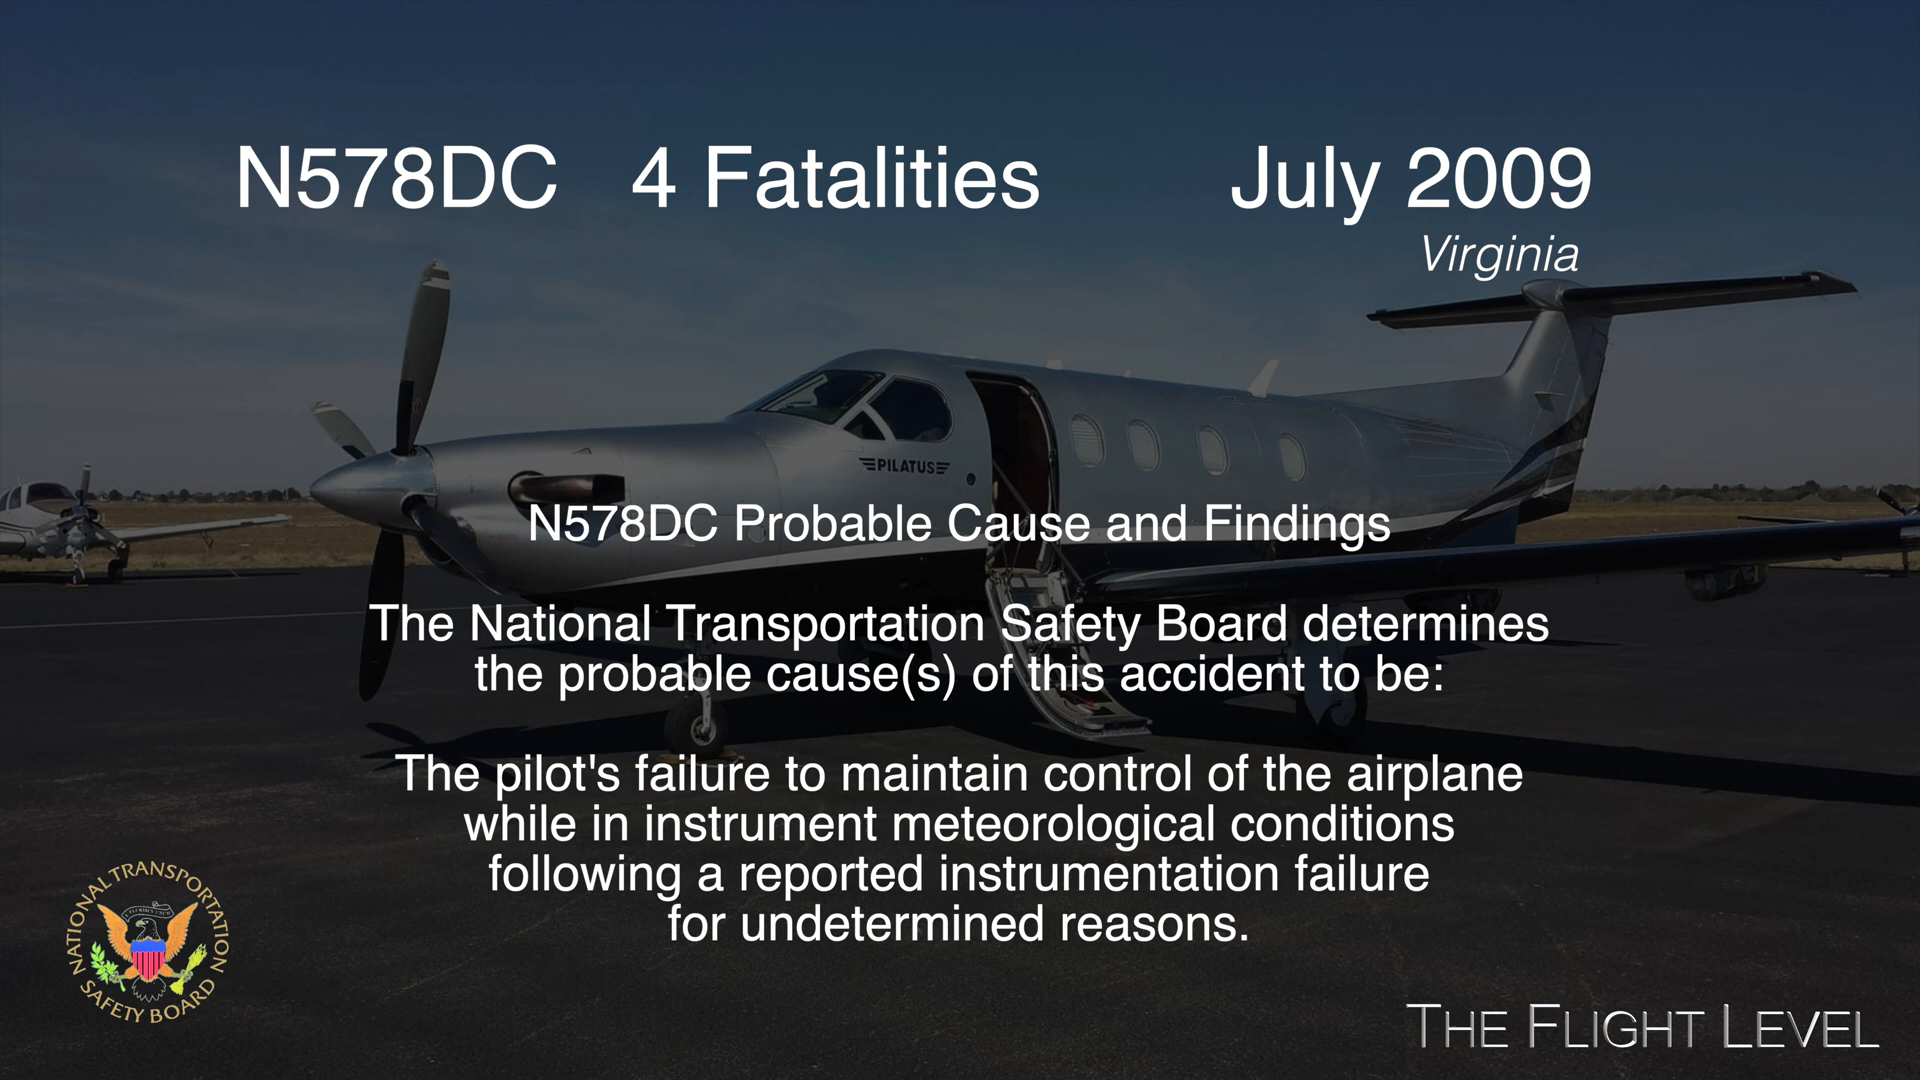 N578DC 4 Fatalities July 2009
Virginia
PILATUS
N578DC Probable Cause and Findings
The National Transportation Safety Board determines
the probable cause(s) of this accident to be:
The pilot's failure to maintain control of the airplane
while in instrument meteorological conditions
following a reported instrumentation failure
for undetermined reasons.
NATIONAL TRANSPORTATION
SAFETY BOARD
THE FLIGHT LEVEL